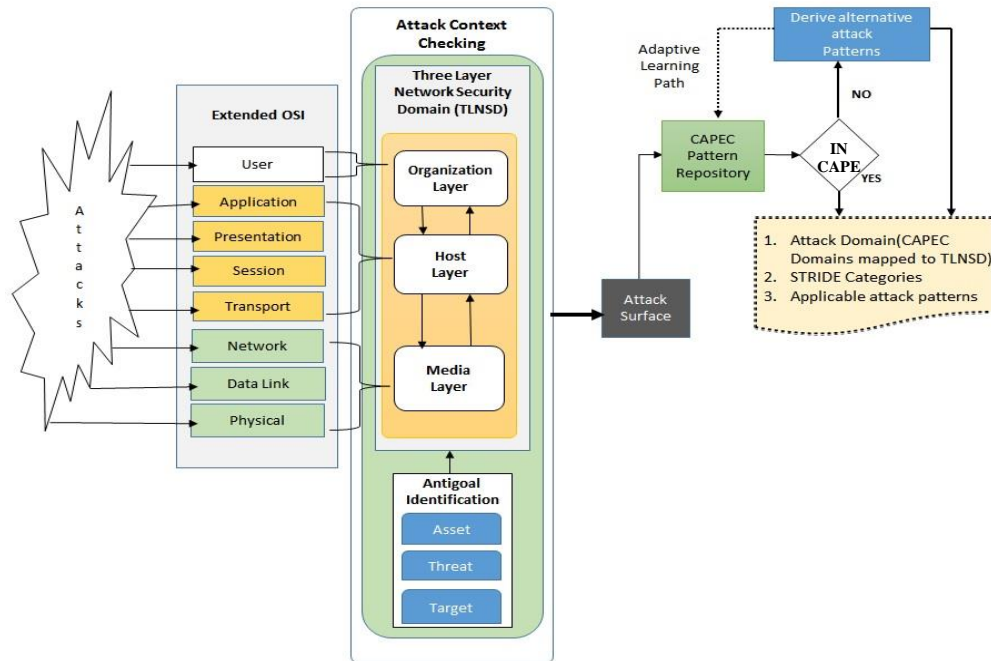 Attacks
Extended OSI
User
Application
Presentation
Session
Transport
Network
Data Link
Physical
Attack Context
Checking
Three Layer
Network Security
Domain (TLNSD)
Organization
Layer
Host
Layer
Media
Layer
Antigoal
Identification
Asset
Threat
Target
Attack
Surface
Adaptive
Learning
Path
CAPEC
Pattern
Repository
Derive alternative
attack
Patterns
NO
IN
CAPE
YES
1. Attack Domain(CAPEC
Domains mapped to TLNSD)
2. STRIDE Categories
3. Applicable attack patterns